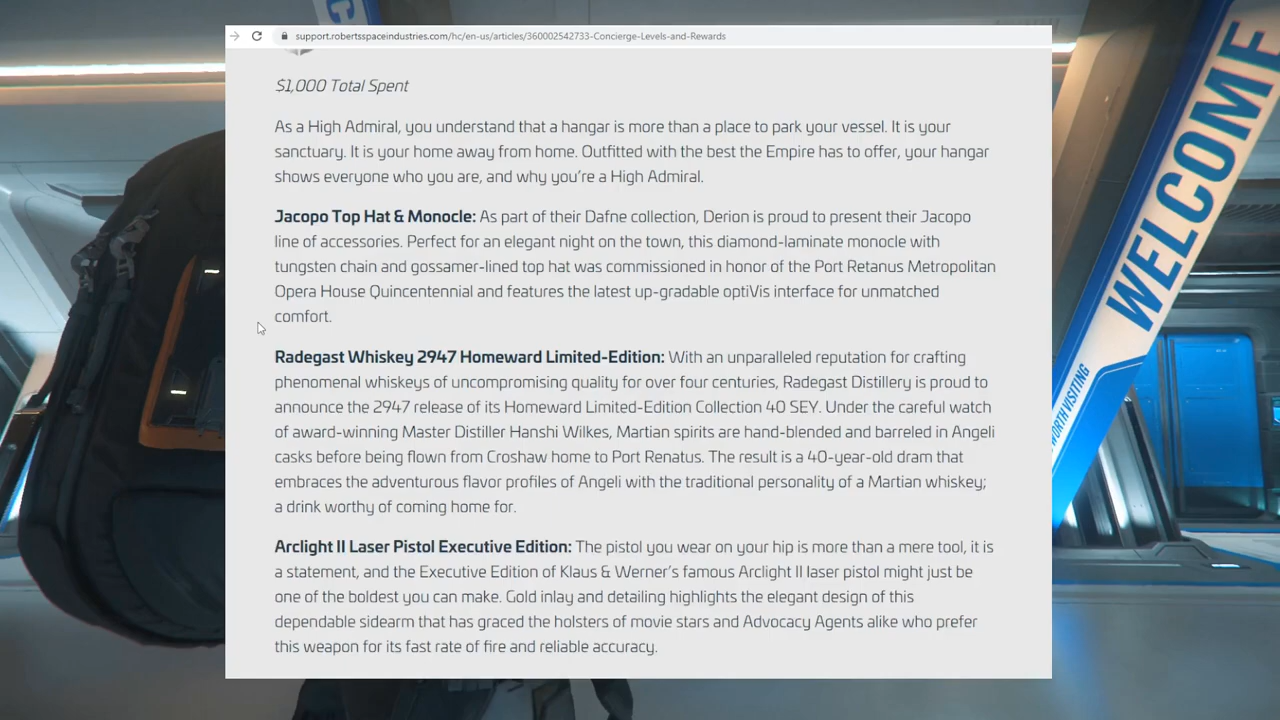 support.robertsspaceindustries.com/hc/en-us/articles/360002542733-Concierge-Levels-and-Rewards
$1,000 Total Spent
As a High Admiral, you understand that a hangar is more than a place to park your vessel. It is your
sanctuary. It is your home away from home. Outfitted with the best the Empire has to offer, your hangar
shows everyone who you are, and why you're a High Admiral.
Jacopo Top Hat & Monocle: As part of their Dafne collection, Derion is proud to present their Jacopo
line of accessories. Perfect for an elegant night on the town, this diamond-laminate monocle with
tungsten chain and gossamer-lined top hat was commissioned in honor of the Port Retanus Metropolitan
Opera House Quincentennial and features the latest up-gradable optiVis interface for unmatched
comfort.
Radegast Whiskey 2947 Homeward Limited-Edition: With an unparalleled reputation for crafting
phenomenal whiskeys of uncompromising quality for over four centuries, Radegast Distillery is proud to
announce the 2947 release of its Homeward Limited-Edition Collection 40 SEY. Under the careful watch
of award-winning Master Distiller Hanshi Wilkes, Martian spirits are hand-blended and barreled in Angeli
casks before being flown from Croshaw home to Port Renatus. The result is a 40-year-old dram that
embraces the adventurous flavor profiles of Angeli with the traditional personality of a Martian whiskey;
a drink worthy of coming home for.
Arclight II Laser Pistol Executive Edition: The pistol you wear on your hip is more than a mere tool, it is
a statement, and the Executive Edition of Klaus & Werner's famous Arclight II laser pistol might just be
one of the boldest you can make. Gold inlay and detailing highlights the elegant design of this
dependable sidearm that has graced the holsters of movie stars and Advocacy Agents alike who prefer
this weapon for its fast rate of fire and reliable accuracy.
WELCOME
WORTH VISITING